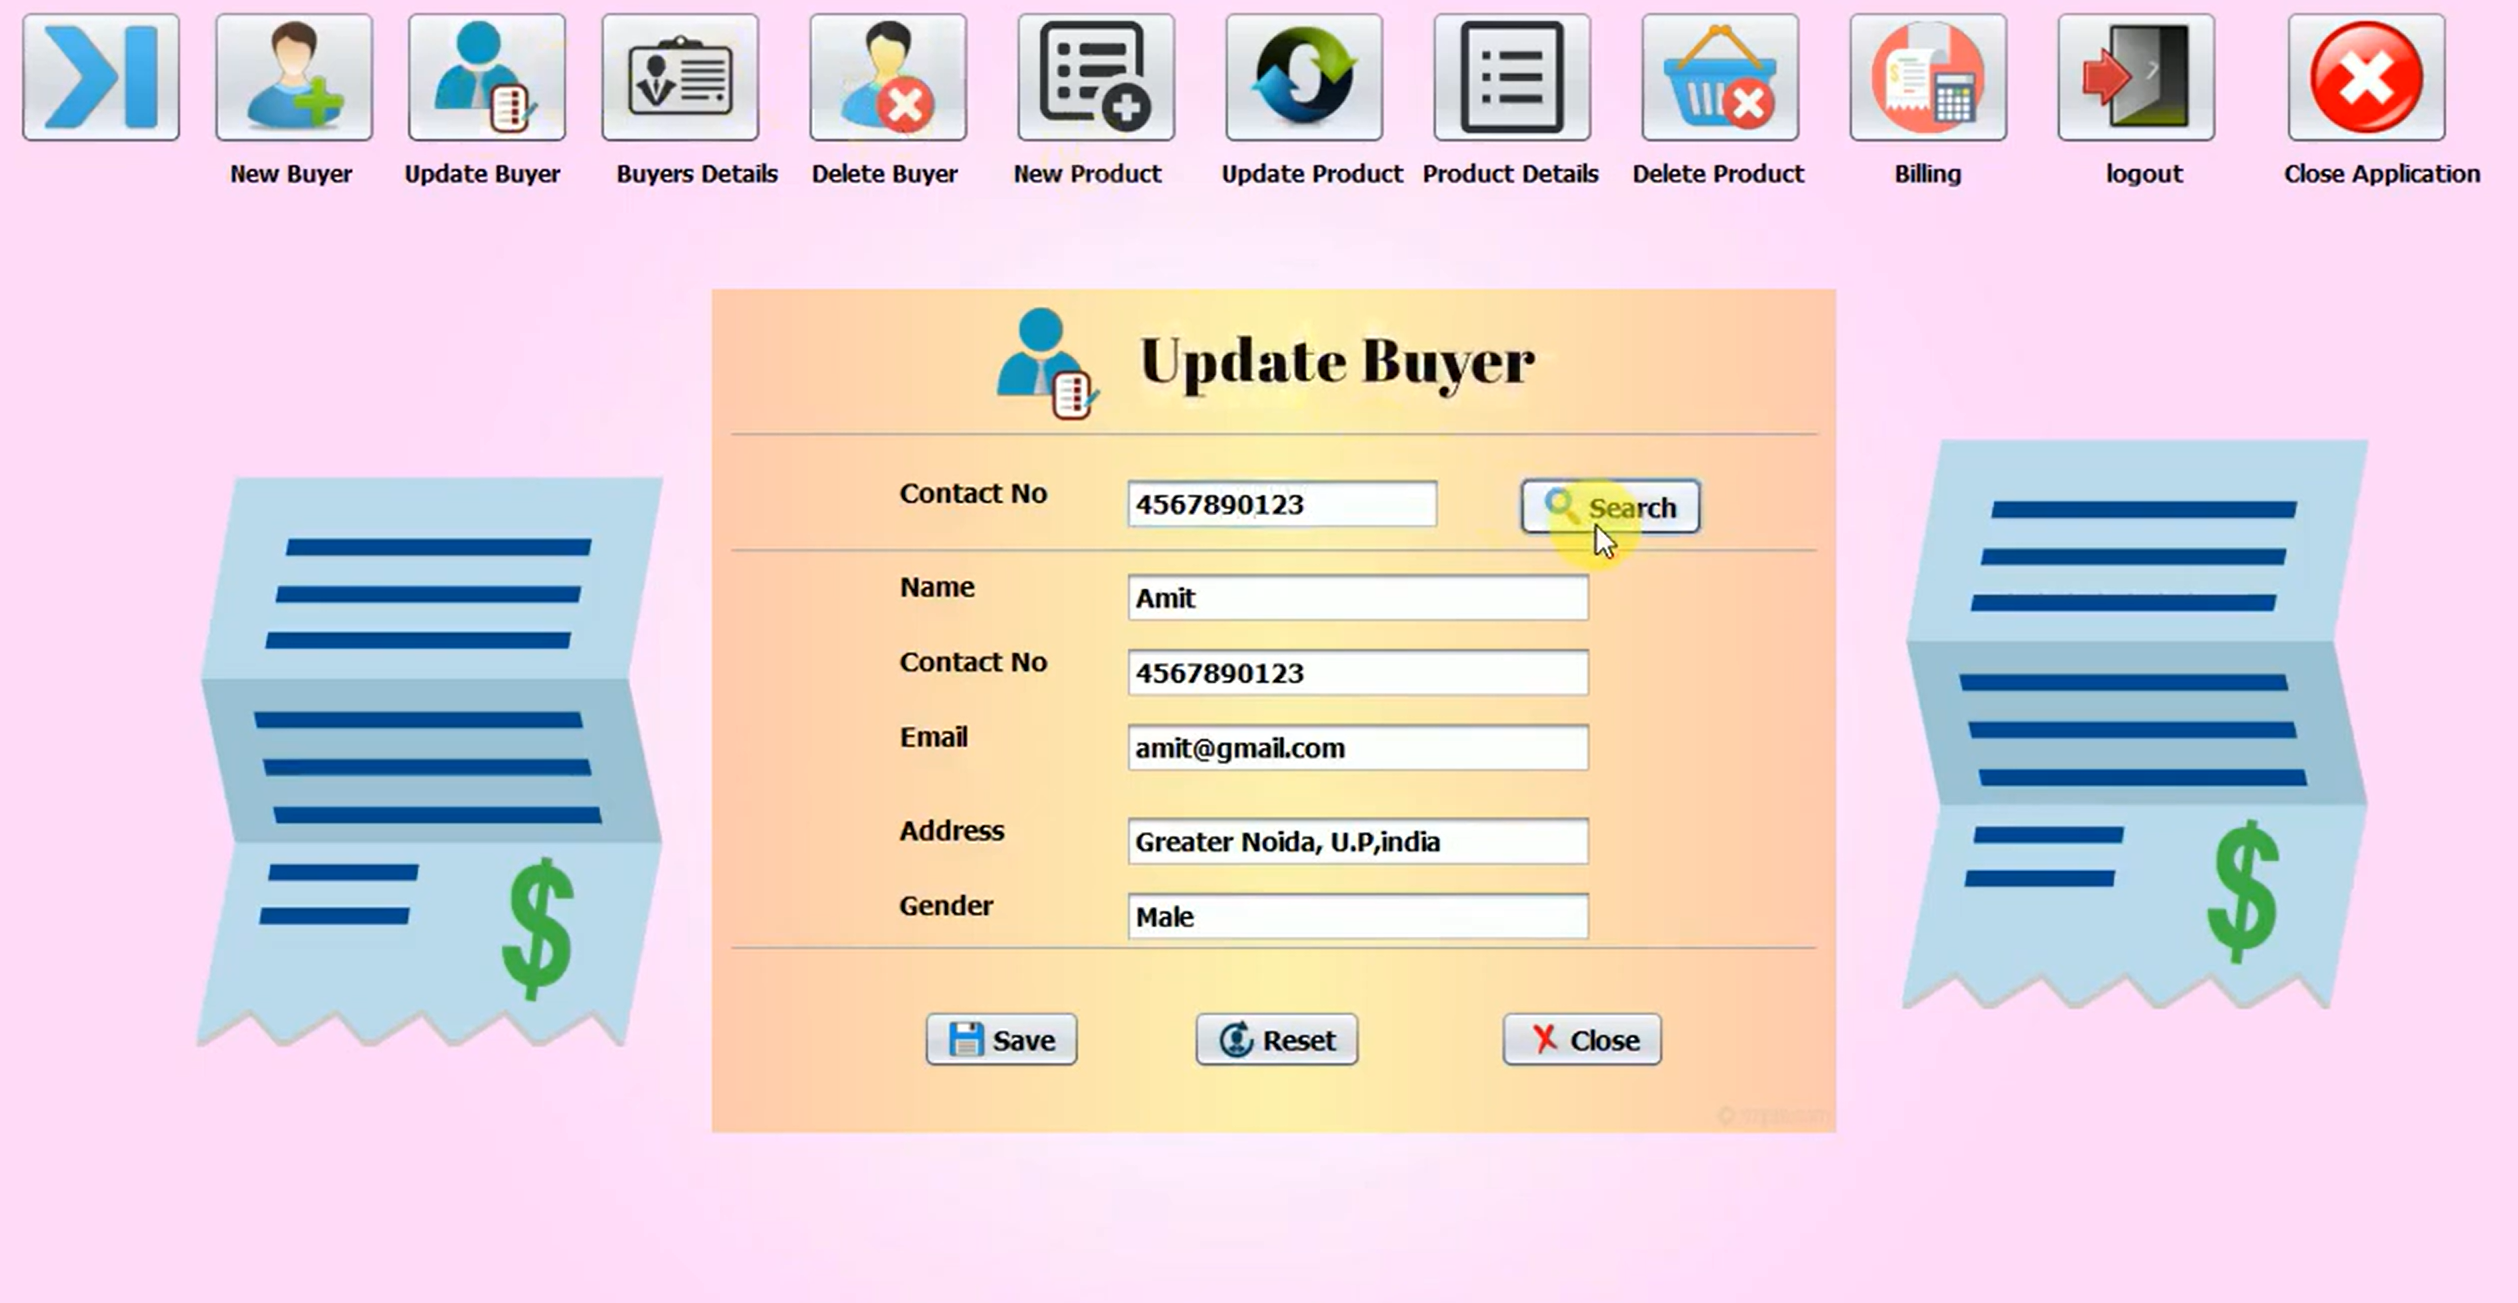 New Buyer
Update Buyer
Buyers Details
Delete Buyer
New Product
Update Product
Product Details
Delete Product
Billing
logout
Close Application
Update Buyer
Contact No
4567890123
Search
Name
Amit
Contact No
4567890123
Email
amit@gmail.com
Address
Greater Noida, U.P,india
Gender
Male
Save
Reset
Close